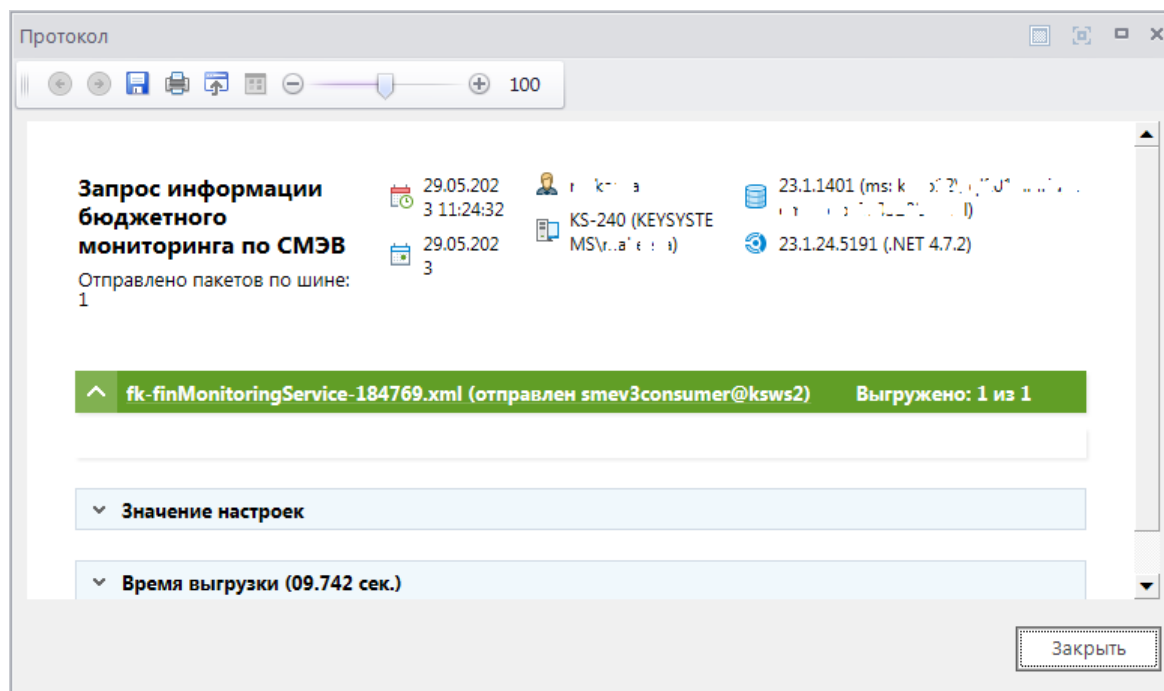 Протокол
100
Запрос информации
бюджетного
мониторинга по СМЭВ
Отправлено пакетов по шине:
1
29.05.202
3 11:24:32
29.05.202
3
KS-240 (KEYSYSTE
MS\
23.1.1401 (ms:
23.1.24.5191 (.NET 4.7.2)
fk-finMonitoringService-184769.xml (отправлен smev3consumer@ksws2) Выгружено: 1 из 1
Значение настроек
Время выгрузки (09.742 сек.)
Закрыть